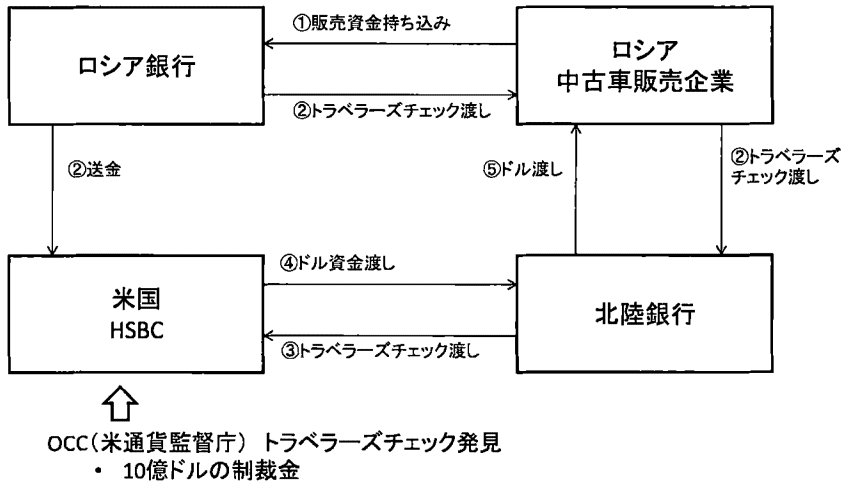 ①販売資金持ち込み
ロシア銀行
ロシア
中古車販売企業
②トラベラーズチェック渡し
②送金
⑤ドル渡し
②トラベラーズ
チェック渡し
④ドル資金渡し
米国
HSBC
北陸銀行
③トラベラーズチェック渡し
OCC(米通貨監督庁) トラベラーズチェック発見
• 10億ドルの制裁金